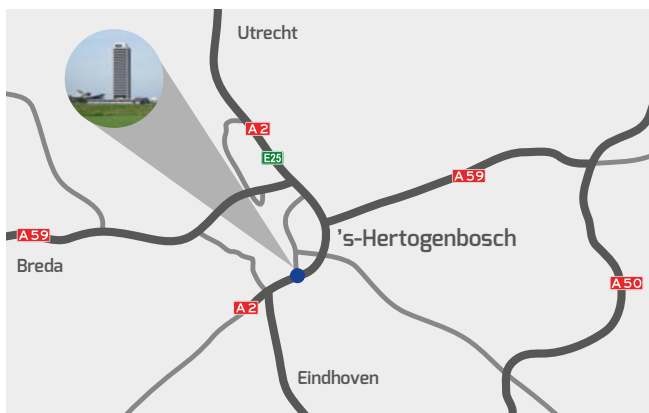 Utrecht
A2
E25
A59
's-Hertogenbosch
A59
Breda
A50
A2
Eindhoven